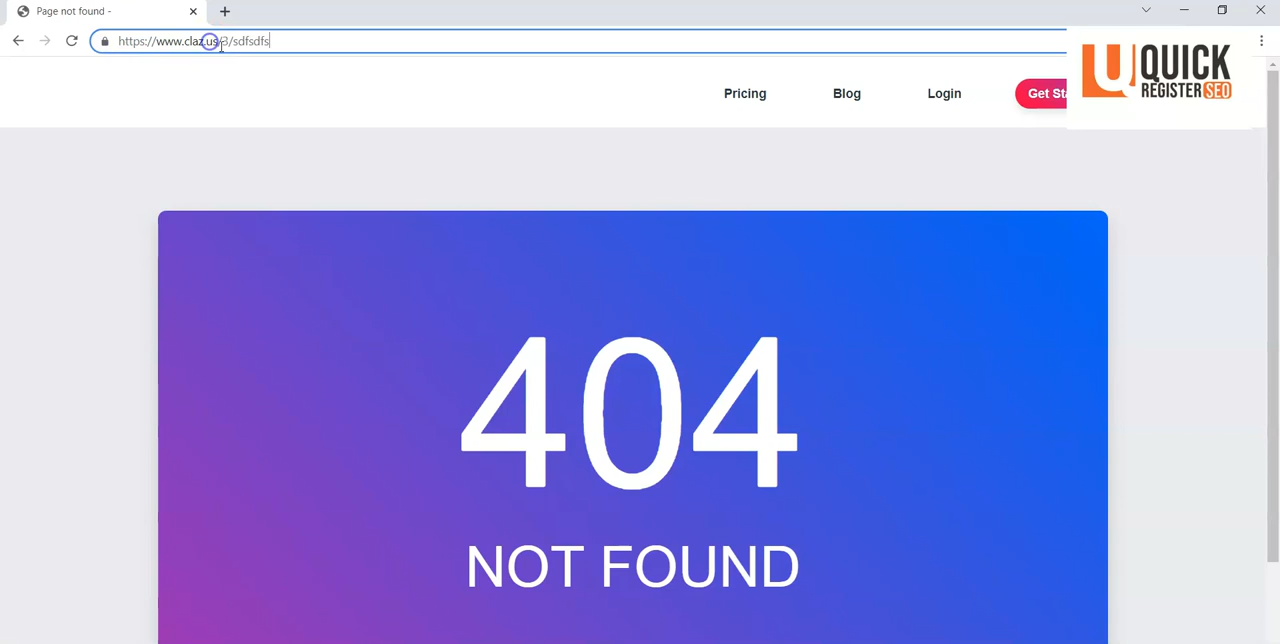 Page not found -
https://www.claz.us/3/sdfsdfs
Pricing
Blog
Login
Get Sta
QUICK
REGISTER SEO
404
NOT FOUND